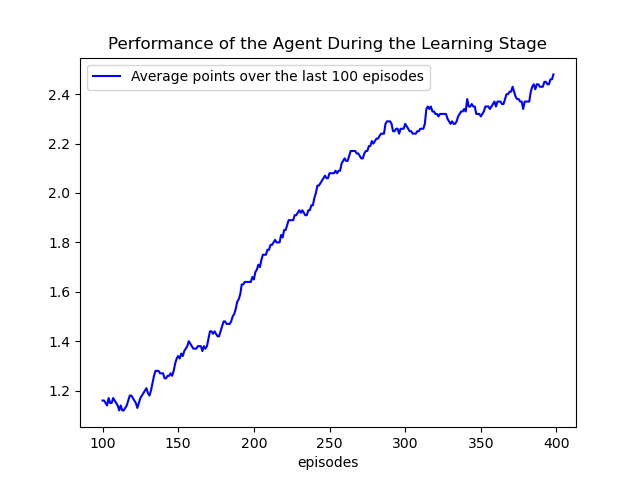 Performance of the Agent During the Learning Stage
Average points over the last 100 episodes
2.4
2.2
2.0
1.8
1.6
1.4
1.2
100 150 200 250 300 350 400
episodes